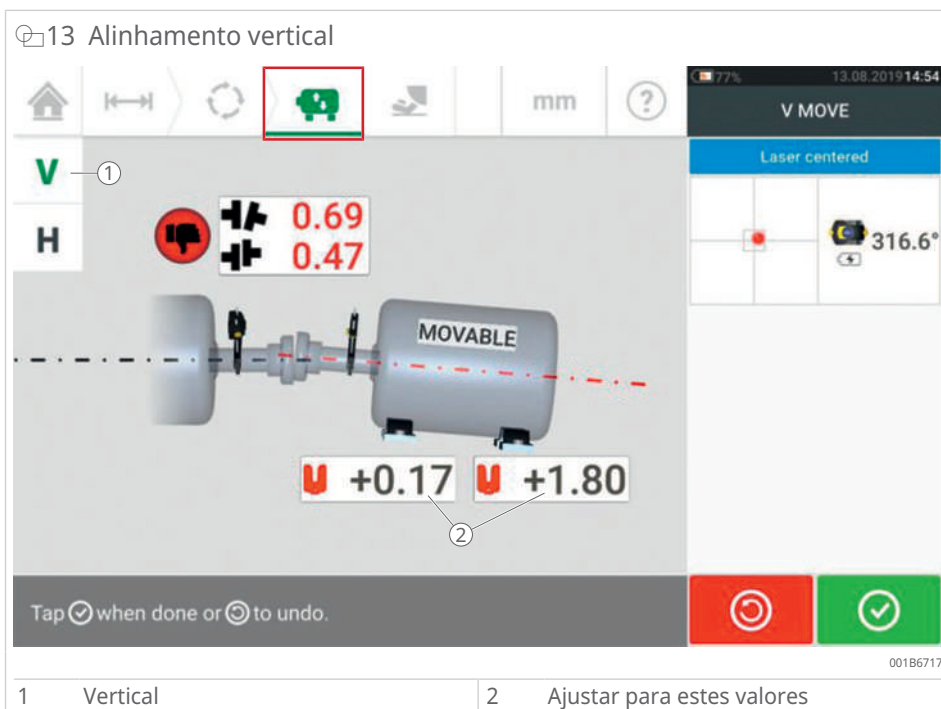 13 Alinhamento vertical
77% 13.08.2019 14:54
mm ?
V MOVE
Laser centered
V 1
H
0.69
0.47
316.6°
MOVABLE
+0.17 +1.80
2
Tap when done or to undo.
001B6717
1 Vertical 2 Ajustar para estes valores